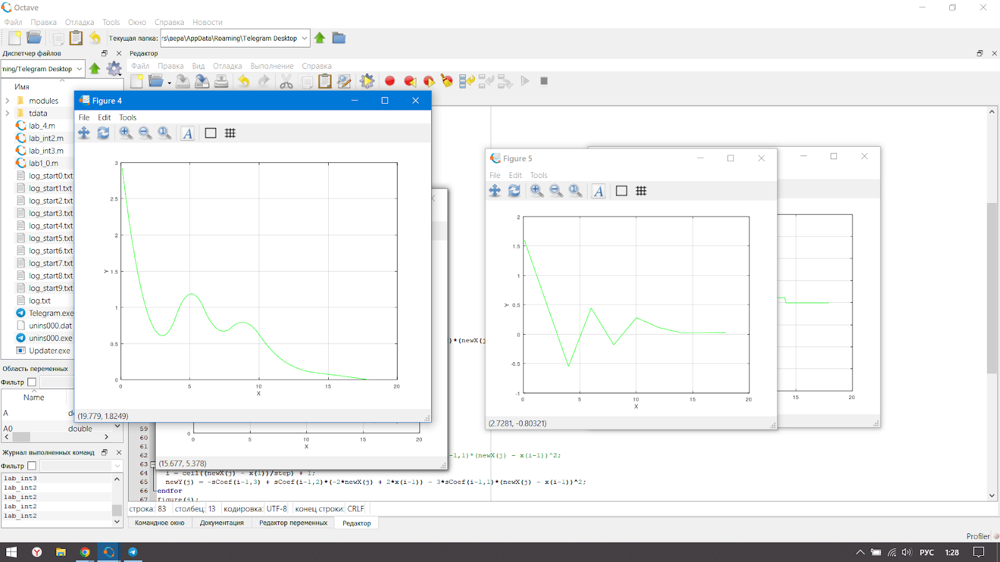 Octave
Файл Правка Отладка Tools Окно Справка Новости
Текущая папка: rs\вера\AppData\Roaming\Telegram Desktop
Диспетчер файлов
Редактор
ning/Telegram Desktop
Файл Правка Вид Отладка Выполнение Справка
Имя
modules
tdata
lab_4.m
lab_int2.m
lab_int3.m
lab1_0.m
log_start0.txt
log_start1.txt
log_start2.txt
log_start3.txt
log_start4.txt
log_start5.txt
log_start6.txt
log_start7.txt
log_start8.txt
log_start9.txt
log.txt
Telegram.exe
unins000.dat
unins000.exe
Updater.exe
Область переменных
Фильтр
Name
A do
A0 double
Журнал выполненных команд
Фильтр
lab_int3
lab_int2
lab_int2
lab_int2
lab_int2
Figure 4
File Edit Tools
A
3
2.5
2
1.5
1
0.5
0
Y
0 5 10 15 20
X
(19.779, 1.8249)
0
0 5 10 15 20
X
(15.677, 5.378)
Figure 5
File Edit Tools
A
2
1.5
1
0.5
0
-0.5
-1
Y
0 5 10 15 20
X
(2.7281, -0.80321)
15 20
)*(newX(j
59
60
61
62 -1,1)*(newX(j) - x(i-1))^2;
63
64 i = ceil((newX(j) - x(1))/step) + 1;
65 newY(j) = -sCoef(i-1,3) + sCoef(i-1,2)*(-2*newX(j) + 2*x(i-1)) - 3*sCoef(i-1,1)*(newX(j) - x(i-1))^2;
66 endfor
67 figure(4);
строка: 83 столбец: 13 кодировка: UTF-8 конец строки: CRLF
Командное окно Документация Редактор переменных Редактор
Profiler
РУС 1:28